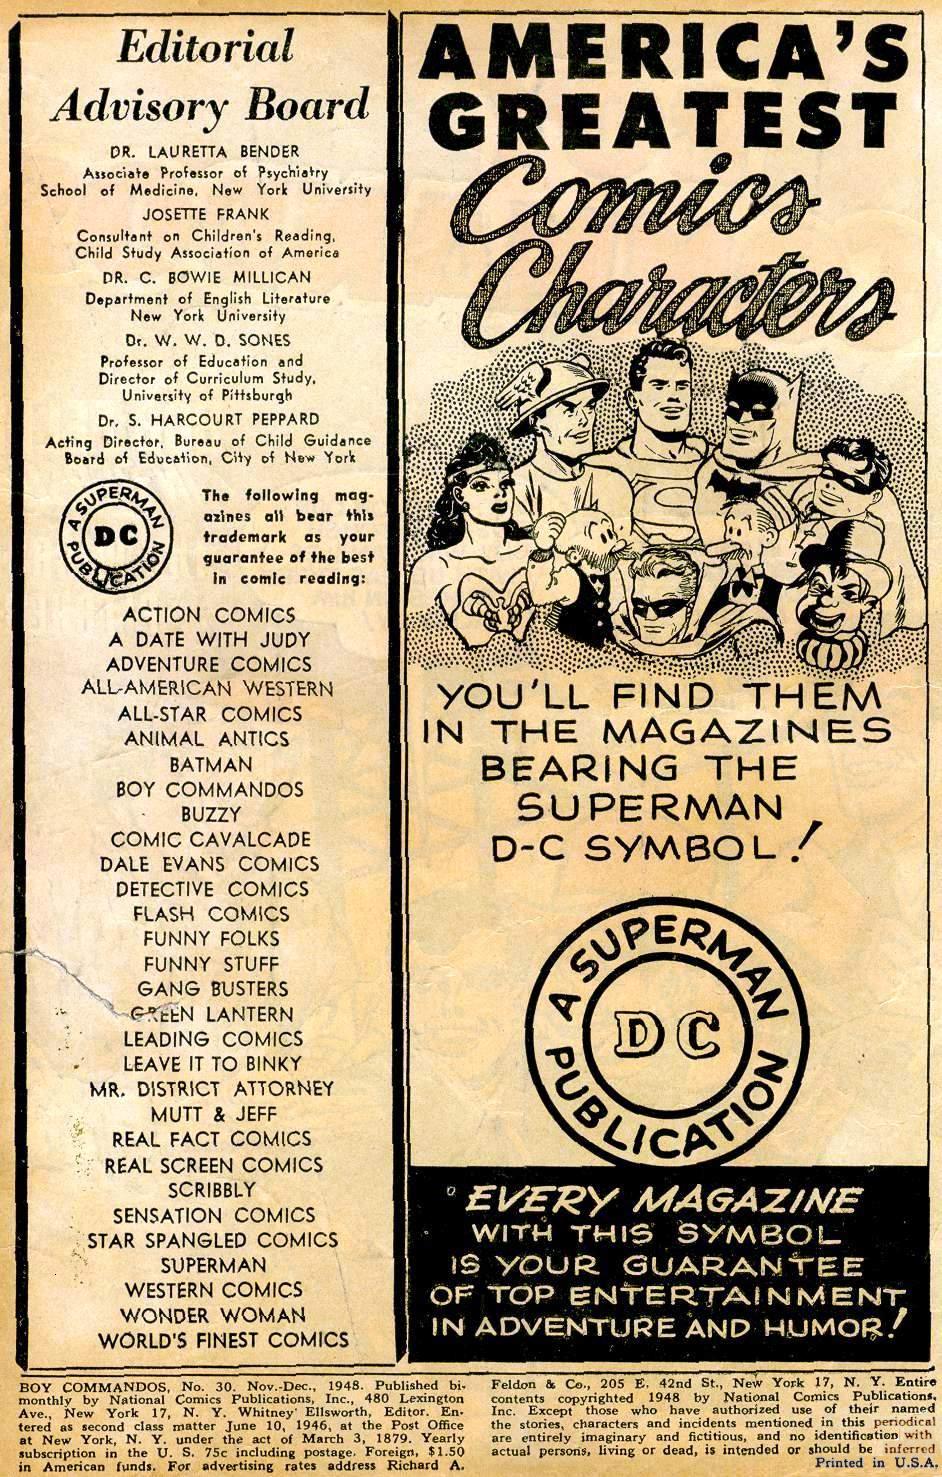 Editorial
Advisory Board
DR. LAURETTA BENDER
Associate Professor of Psychiatry
School of Medicine, New York University
JOSETTE FRANK
Consultant on Children's Reading,
Child Study Association of America
DR. C. BOWIE MILLICAN
Department of English Literature
New York University
Dr. W. W. D. SONES
Professor of Education and
Director of Curriculum Study,
University of Pittsburgh
Dr. S. HARCOURT PEPPARD
Acting Director, Bureau of Child Guidance
Board of Education, City of New York
A SUPERMAN
DC
PUBLICATION
The following mag-
azines all bear this
trademark as your
guarantee of the best
in comic reading:
ACTION COMICS
A DATE WITH JUDY
ADVENTURE COMICS
ALL-AMERICAN WESTERN
ALL-STAR COMICS
ANIMAL ANTICS
BATMAN
BOY COMMANDOS
BUZZY
COMIC CAVALCADE
DALE EVANS COMICS
DETECTIVE COMICS
FLASH COMICS
FUNNY FOLKS
FUNNY STUFF
GANG BUSTERS
GREEN LANTERN
LEADING COMICS
LEAVE IT TO BINKY
MR. DISTRICT ATTORNEY
MUTT & JEFF
REAL FACT COMICS
REAL SCREEN COMICS
SCRIBBLY
SENSATION COMICS
STAR SPANGLED COMICS
SUPERMAN
WESTERN COMICS
WONDER WOMAN
WORLD'S FINEST COMICS
AMERICA'S
GREATEST
Comics
Characters
S
YOU'LL FIND THEM
IN THE MAGAZINES
BEARING THE
SUPERMAN
D-C SYMBOL!
A SUPERMAN
DC
PUBLICATION
EVERY MAGAZINE
WITH THIS SYMBOL
IS YOUR GUARANTEE
OF TOP ENTERTAINMENT
IN ADVENTURE AND HUMOR!
BOY COMMANDOS, No. 30. Nov.-Dec., 1948. Published bi-
monthly by National Comics Publications, Inc., 480 Lexington
Ave., New York 17, N. Y. Whitney Ellsworth, Editor. En-
tered as second class matter June 10, 1946, at the Post Office
at New York, N. Y. under the act of March 3, 1879. Yearly
subscription in the U. S. 75c including postage. Foreign, $1.50
in American funds. For advertising rates address Richard A.
Feldon & Co., 205 E. 42nd St., New York 17, N. Y. Entire
contents copyrighted 1948 by National Comics Publications,
Inc. Except those who have authorized use of their named
the stories, characters and incidents mentioned in this periodical
are entirely imaginary and fictitious, and no identification with
actual persons, living or dead, is intended or should be inferred
Printed in U.S.A.